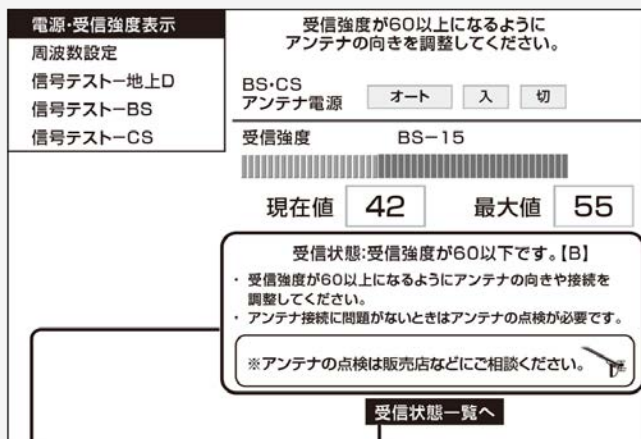 電源・受信強度表示
周波数設定
信号テストー地上D
信号テストーBS
信号テストーCS
受信強度が60以上になるように
アンテナの向きを調整してください。
BS・CS
アンテナ電源 オート 入 切
受信強度 BS－15
現在値 42 最大値 55
受信状態:受信強度が60以下です。【B】
・ 受信強度が60以上になるようにアンテナの向きや接続を
調整してください。
・ アンテナ接続に問題がないときはアンテナの点検が必要です。
※アンテナの点検は販売店などにご相談ください。
受信状態一覧へ